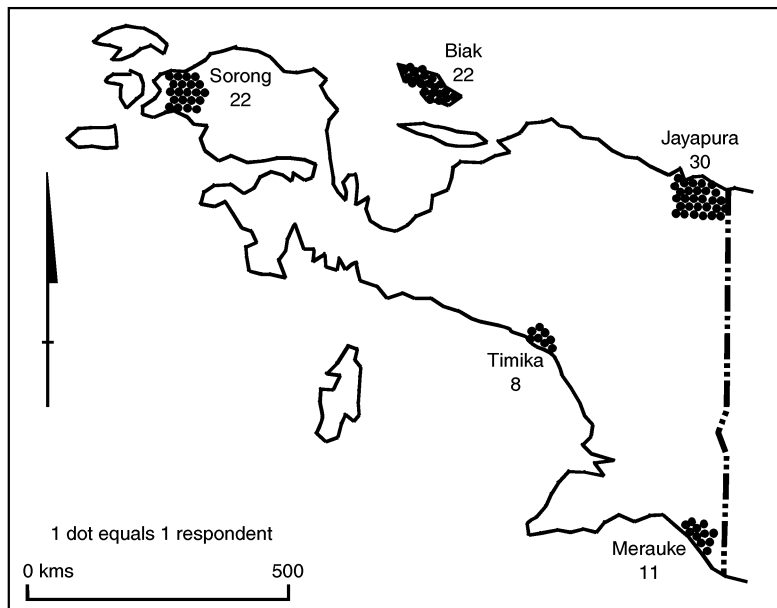 Sorong
22
Biak
22
Jayapura
30
Timika
8
1 dot equals 1 respondent
Merauke
11
0 kms 500